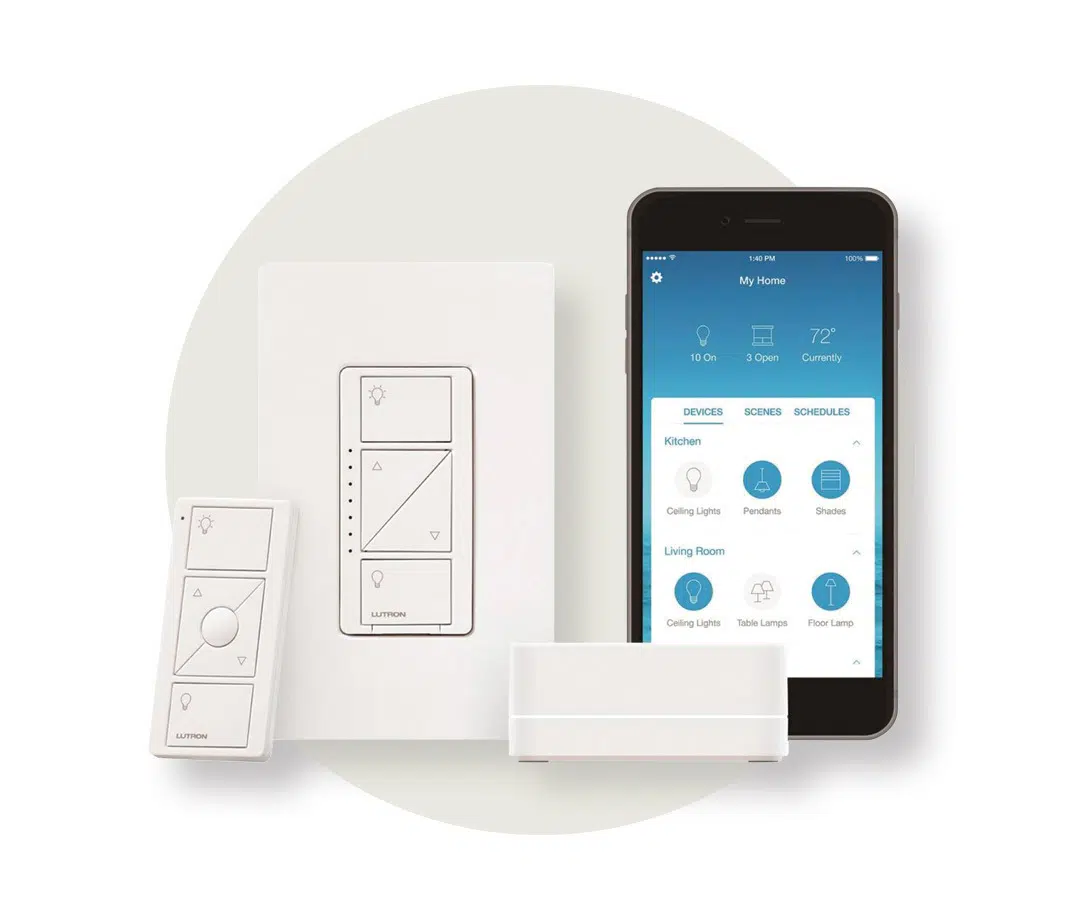 LUTRON
LUTRON
1:40 PM
100%
My Home
10 On
3 Open
72°
Currently
DEVICES
SCENES
SCHEDULES
Kitchen
Ceiling Lights
Pendants
Shades
Living Room
Ceiling Lights
Table Lamps
Floor Lamp